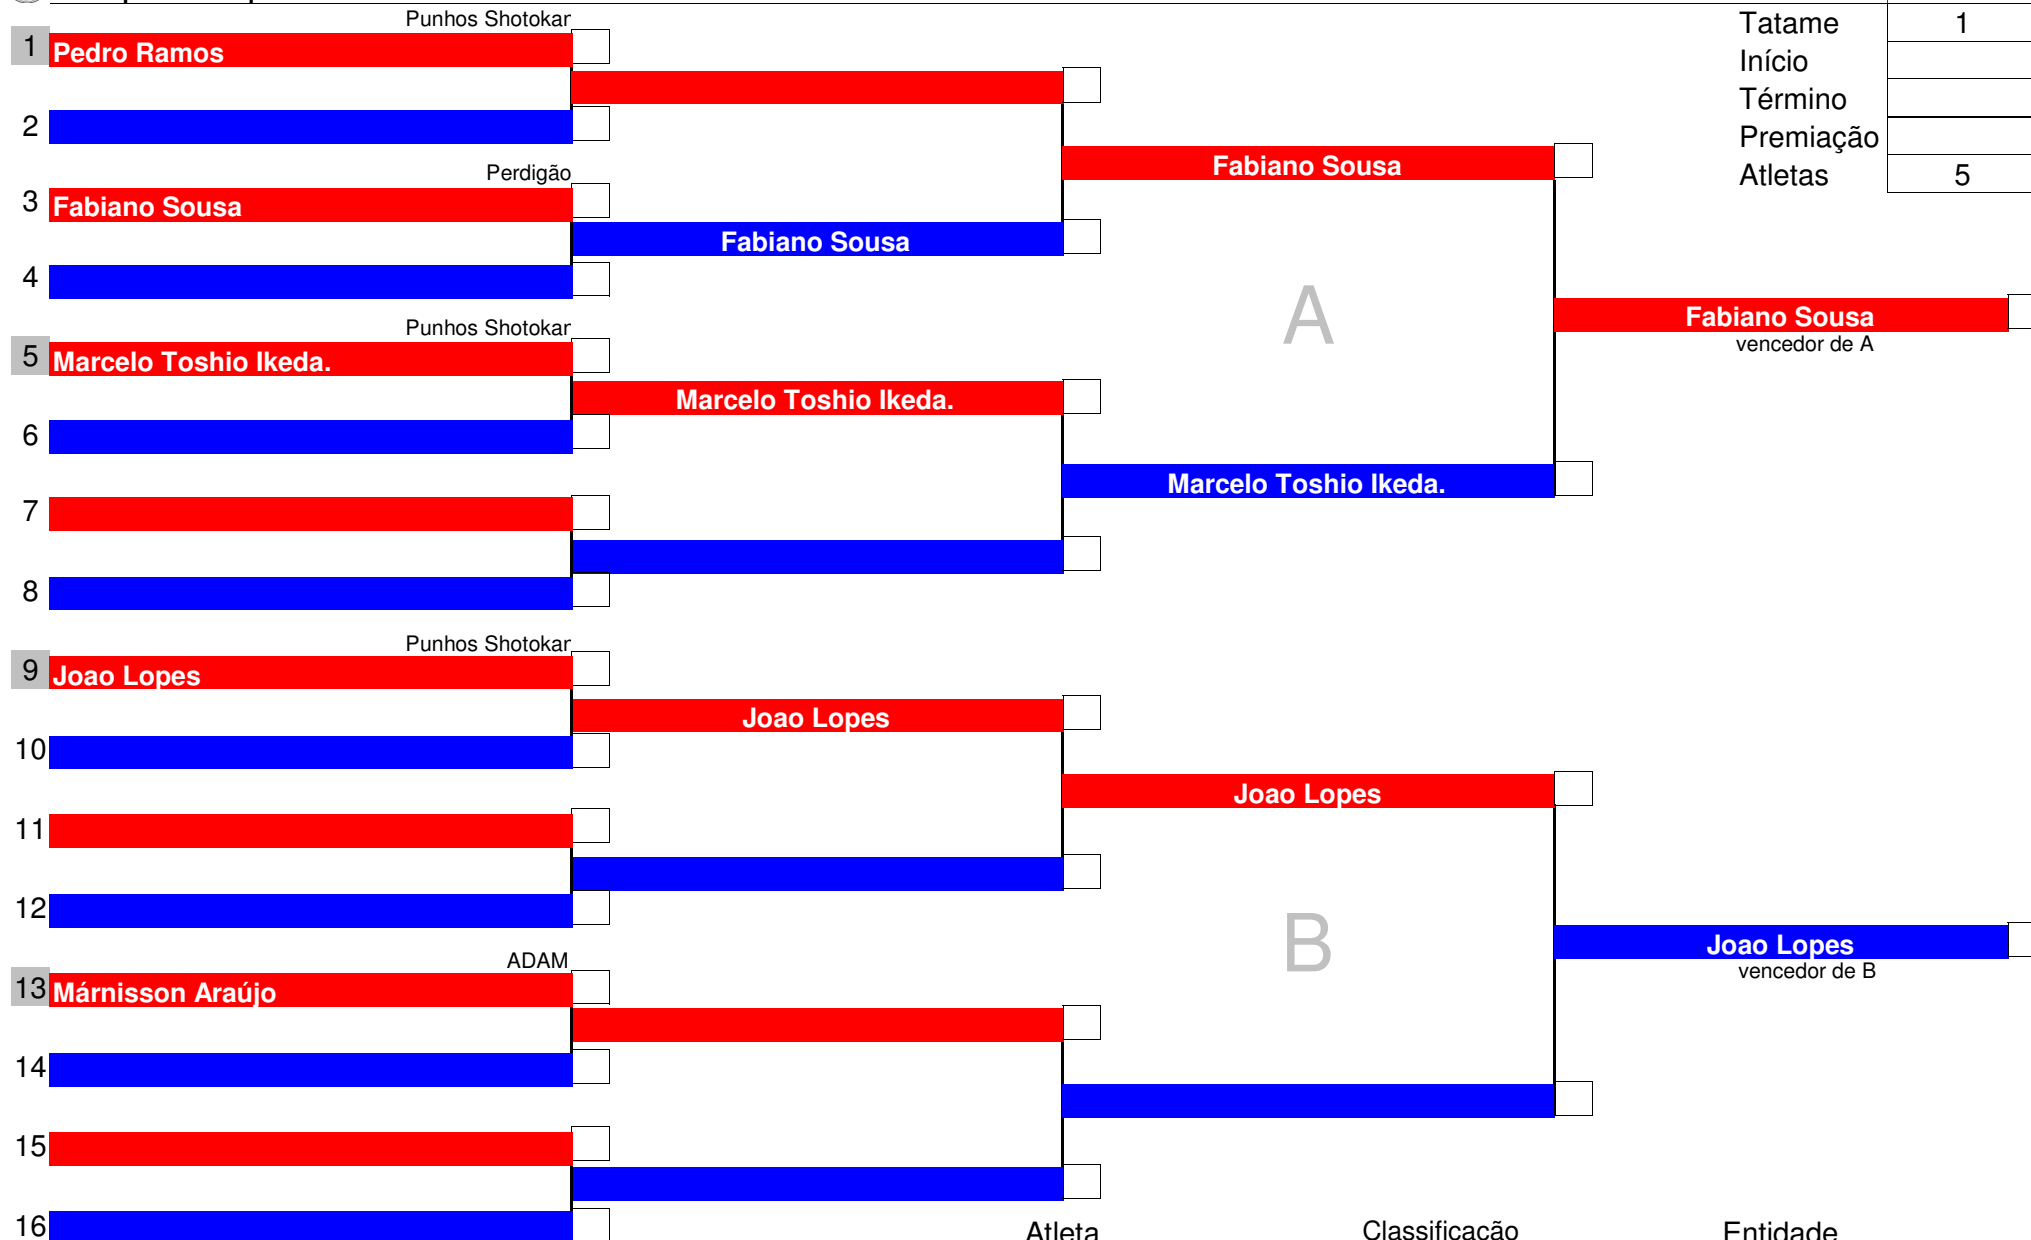 Punhos Shotokan
Tatame 1
1 Pedro Ramos
Início
Término
2
Premiação
Fabiano Sousa
Perdigão
Atletas 5
3 Fabiano Sousa
Fabiano Sousa
4
A
Fabiano Sousa
Punhos Shotokan
vencedor de A
5 Marcelo Toshio Ikeda.
Marcelo Toshio Ikeda.
6
Marcelo Toshio Ikeda.
7
8
Punhos Shotokan
9 Joao Lopes
Joao Lopes
10
Joao Lopes
11
12
B
Joao Lopes
ADAM
vencedor de B
13 Márnisson Araújo
14
15
16
Atleta Classificação Entidade